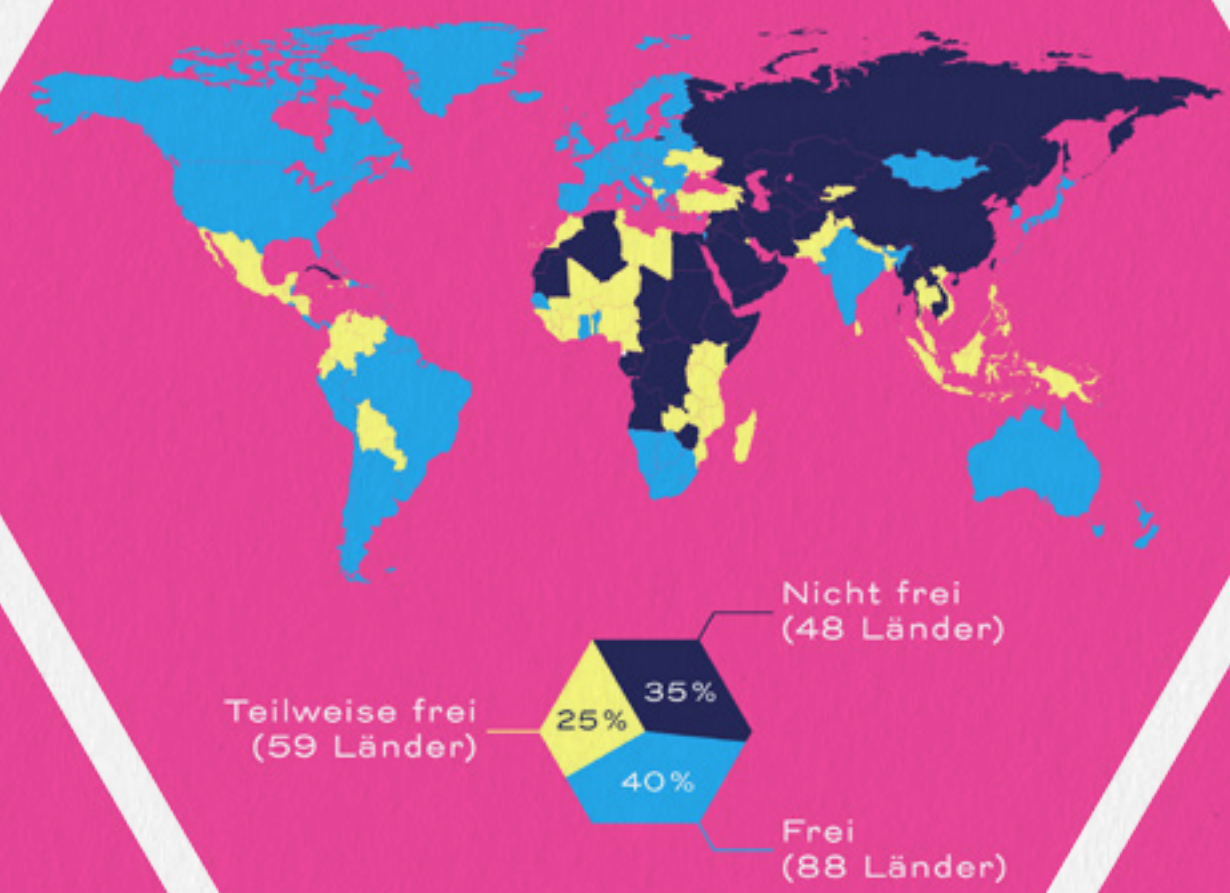 Nicht frei
(48 Länder)
35%
Teilweise frei
(59 Länder)
25%
40%
Frei
(88 Länder)